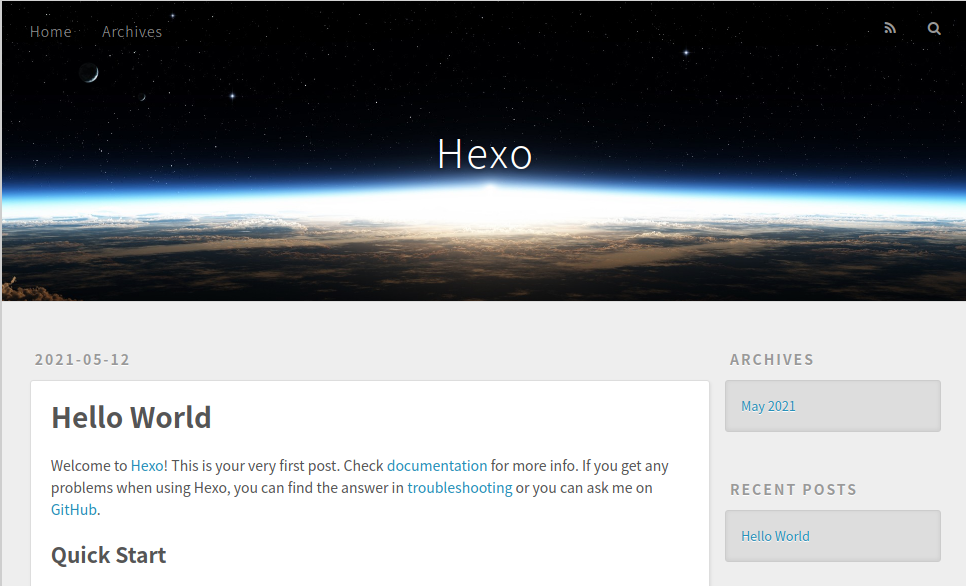 Home Archives
Hexo
2021-05-12
Hello World
Welcome to Hexo! This is your very first post. Check documentation for more info. If you get any
problems when using Hexo, you can find the answer in troubleshooting or you can ask me on
GitHub.
Quick Start
ARCHIVES
May 2021
RECENT POSTS
Hello World